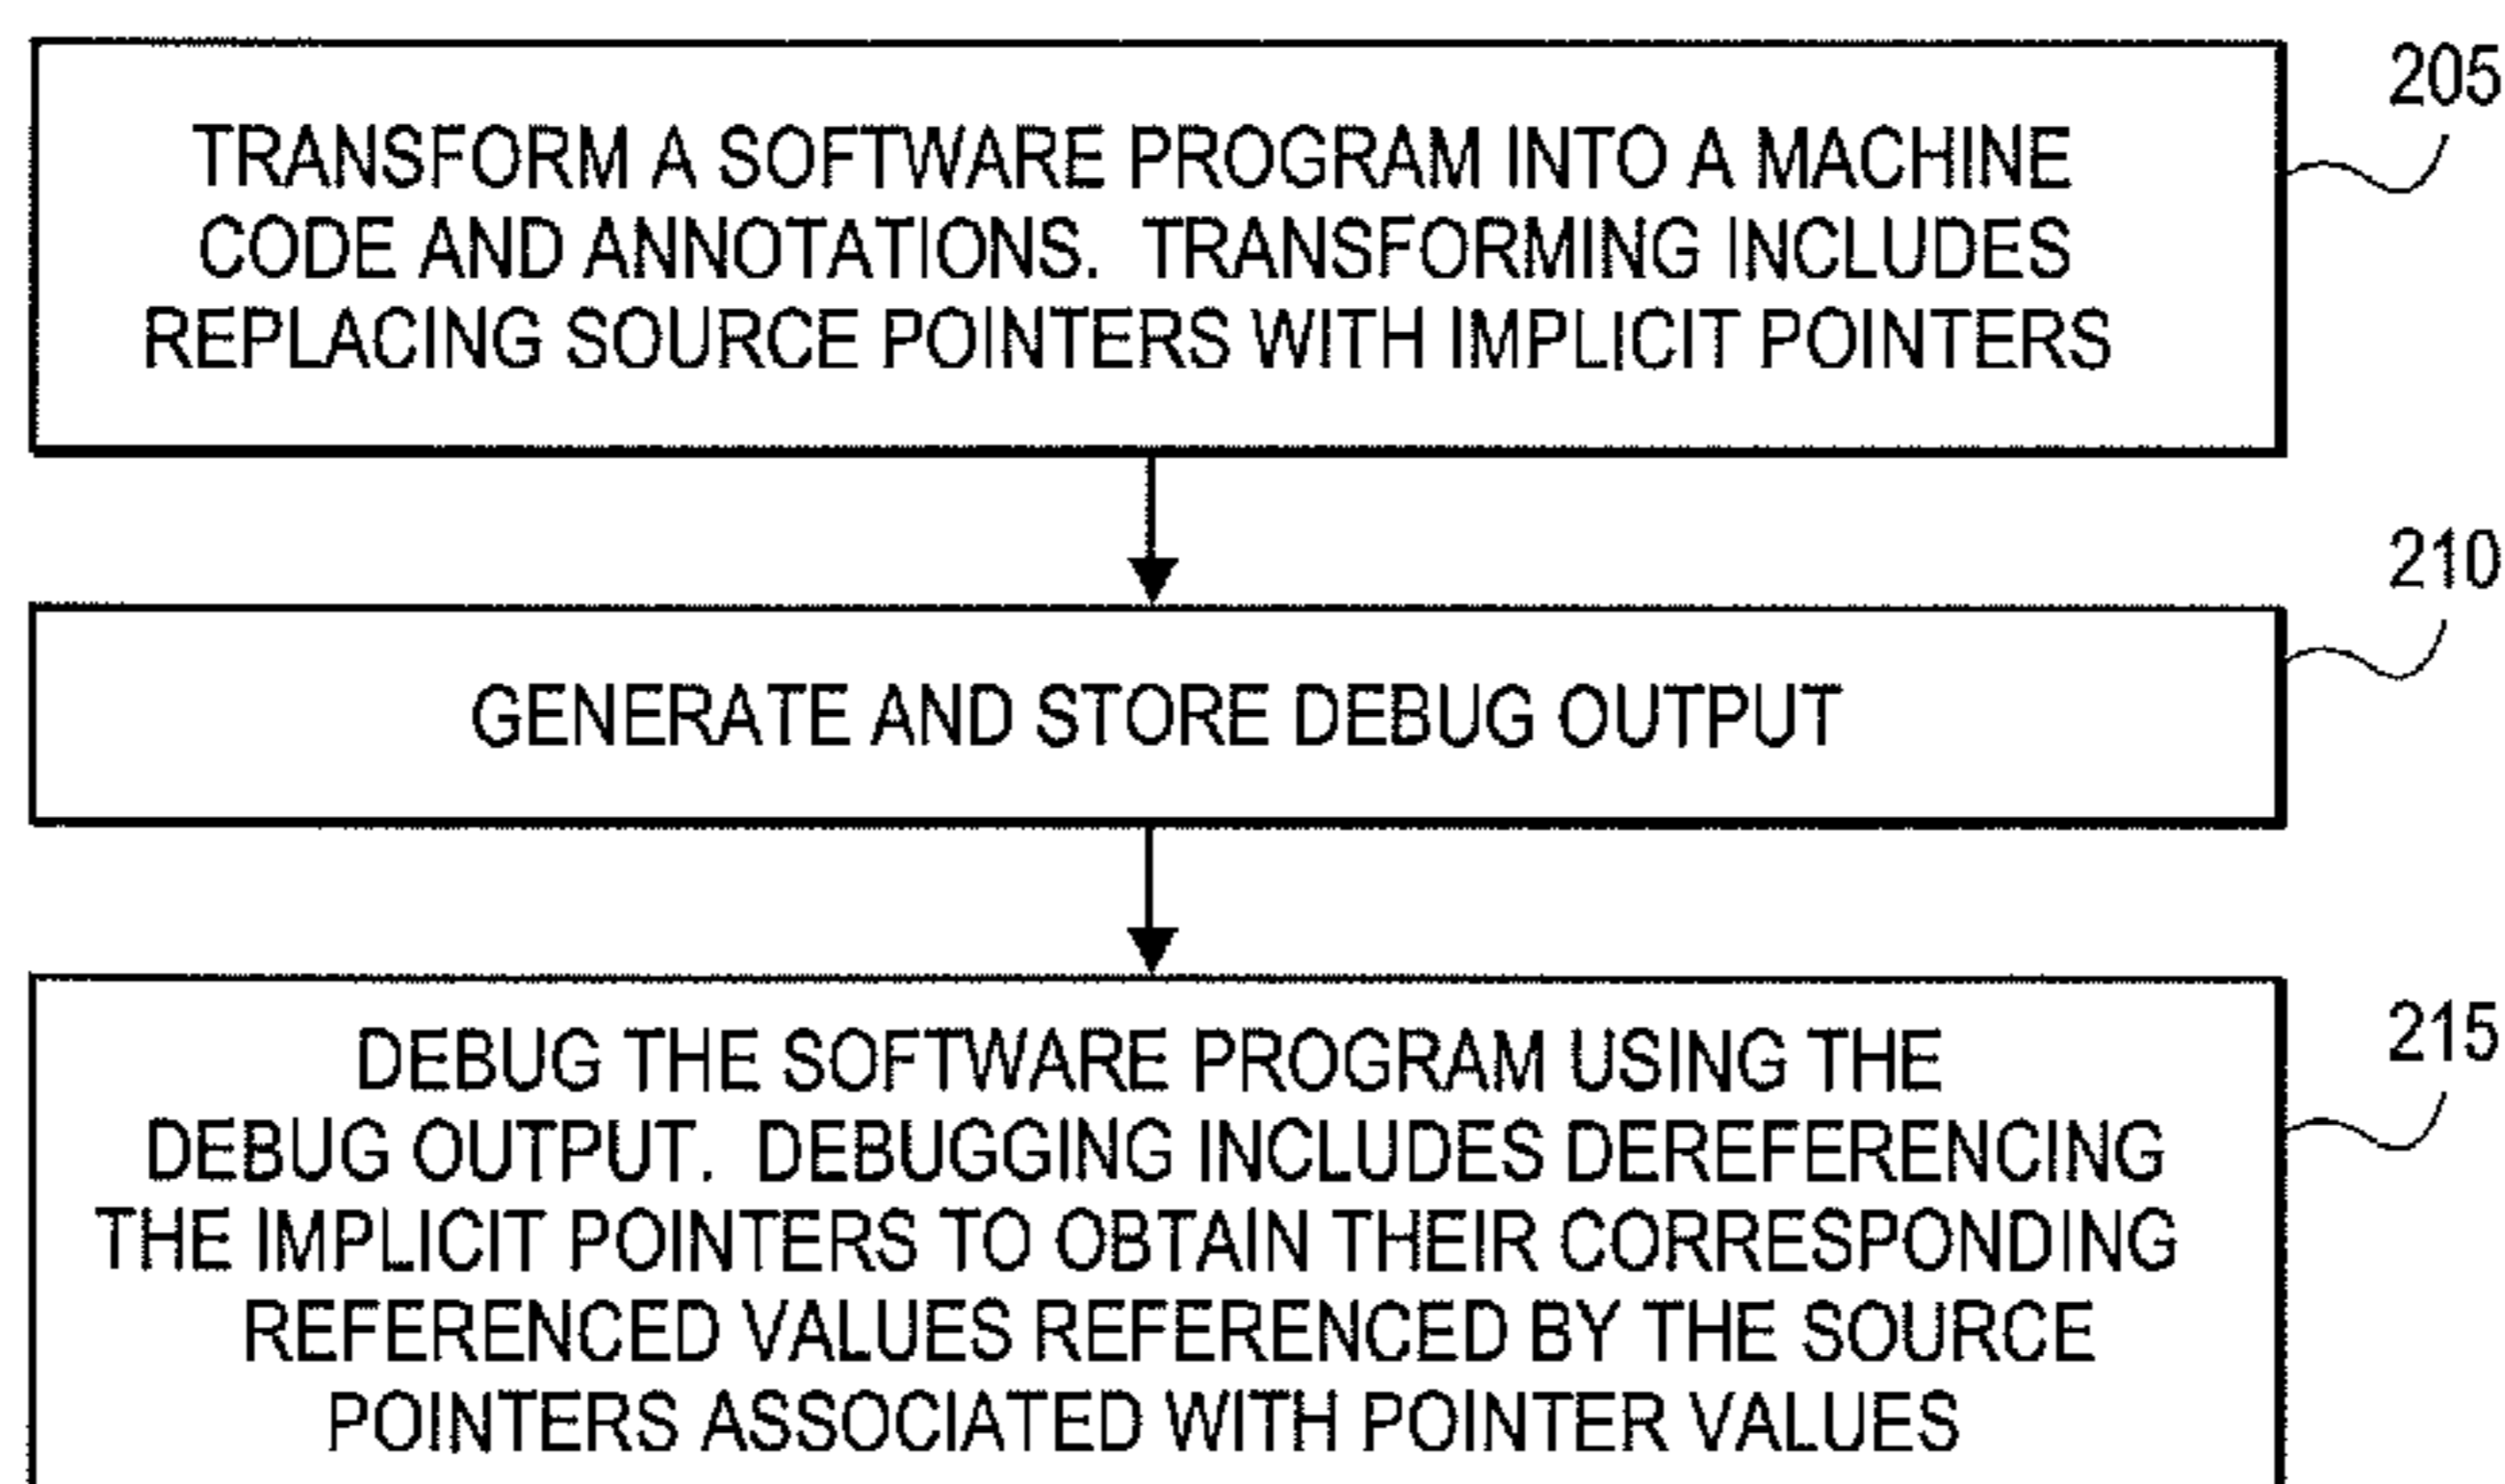 205
TRANSFORM A SOFTWARE PROGRAM INTO A MACHINE
CODE AND ANNOTATIONS. TRANSFORMING INCLUDES
REPLACING SOURCE POINTERS WITH IMPLICIT POINTERS
210
GENERATE AND STORE DEBUG OUTPUT
215
DEBUG THE SOFTWARE PROGRAM USING THE
DEBUG OUTPUT. DEBUGGING INCLUDES DEREFERENCING
THE IMPLICIT POINTERS TO OBTAIN THEIR CORRESPONDING
REFERENCED VALUES REFERENCED BY THE SOURCE
POINTERS ASSOCIATED WITH POINTER VALUES